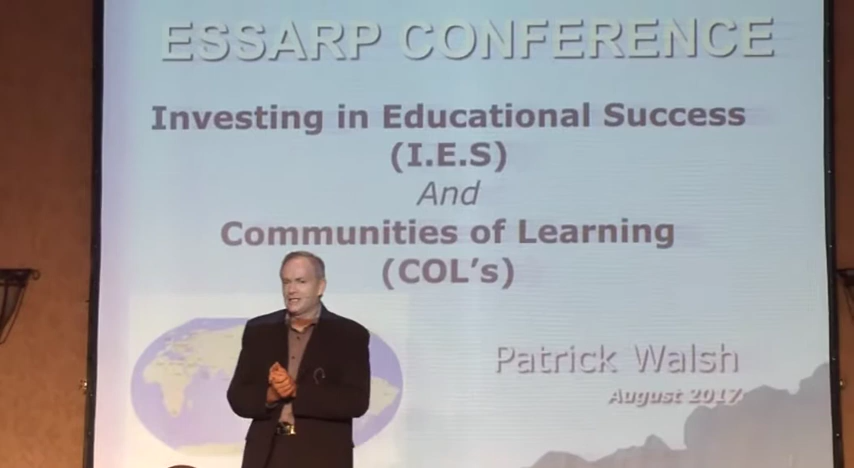 ESSARP CONFERENCE
Investing in Educational Success
(I.E.S)
And
Communities of Learning
(COL's)
Patrick Walsh
August 2017